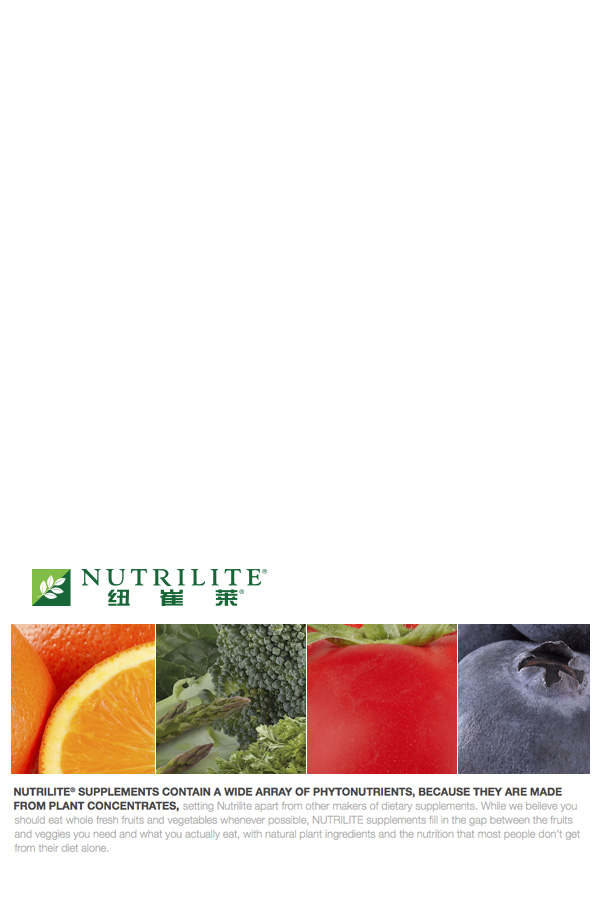 NUTRILITE®
纽 崔 莱®
NUTRILITE® SUPPLEMENTS CONTAIN A WIDE ARRAY OF PHYTONUTRIENTS, BECAUSE THEY ARE MADE
FROM PLANT CONCENTRATES, setting Nutrilite apart from other makers of dietary supplements. While we believe you
should eat whole fresh fruits and vegetables whenever possible, NUTRILITE supplements fill in the gap between the fruits
and veggies you need and what you actually eat, with natural plant ingredients and the nutrition that most people don't get
from their diet alone.